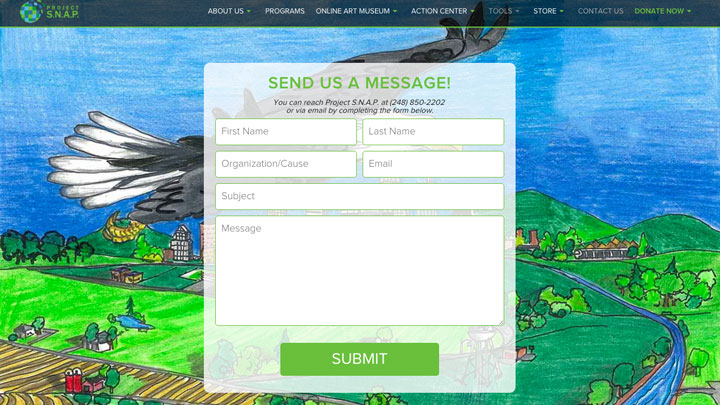 PROJECT
S.N.A.P.
ABOUT US
PROGRAMS
ONLINE ART MUSEUM
ACTION CENTER
TOOLS
STORE
CONTACT US
DONATE NOW
SEND US A MESSAGE!
You can reach Project S.N.A.P. at (248) 850-2202
or via email by completing the form below.
First Name
Last Name
Organization/Cause
Email
Subject
Message
SUBMIT